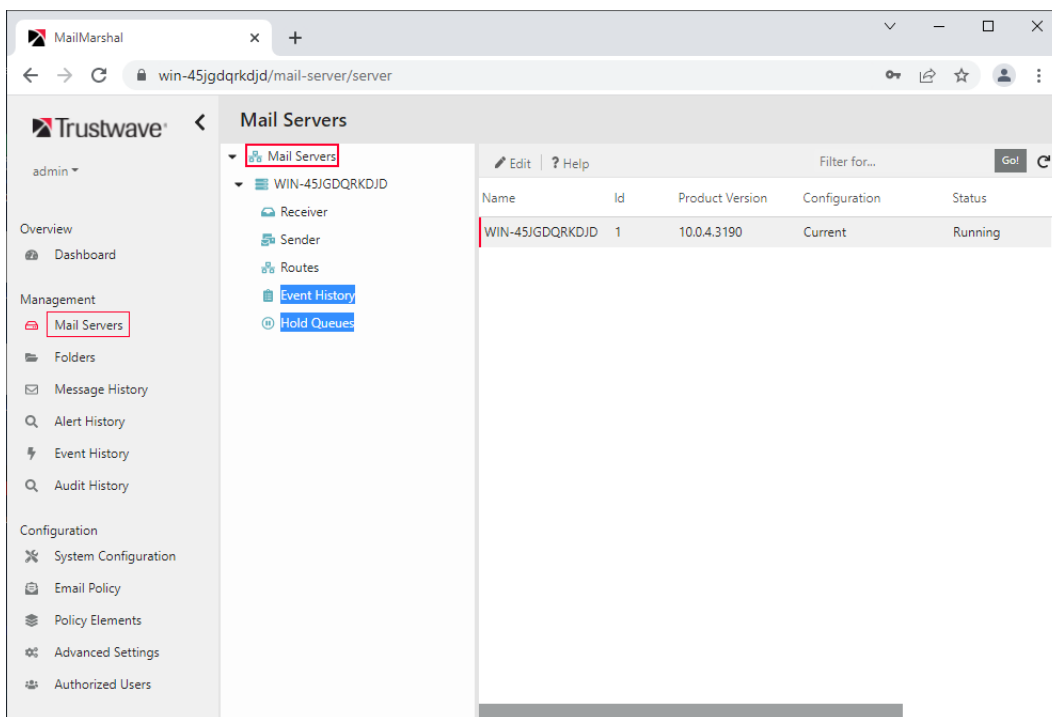 MailMarshal
win-45jgdqrkdjd/mail-server/server
Trustwave
admin
Overview
Dashboard
Management
Mail Servers
Folders
Message History
Alert History
Event History
Audit History
Configuration
System Configuration
Email Policy
Policy Elements
Advanced Settings
Authorized Users
Mail Servers
Mail Servers
WIN-45JGDQRKDJD
Receiver
Sender
Routes
Event History
Hold Queues
Edit ? Help Filter for... Go!
Name Id Product Version Configuration Status
WIN-45JGDQRKDJD 1 10.0.4.3190 Current Running